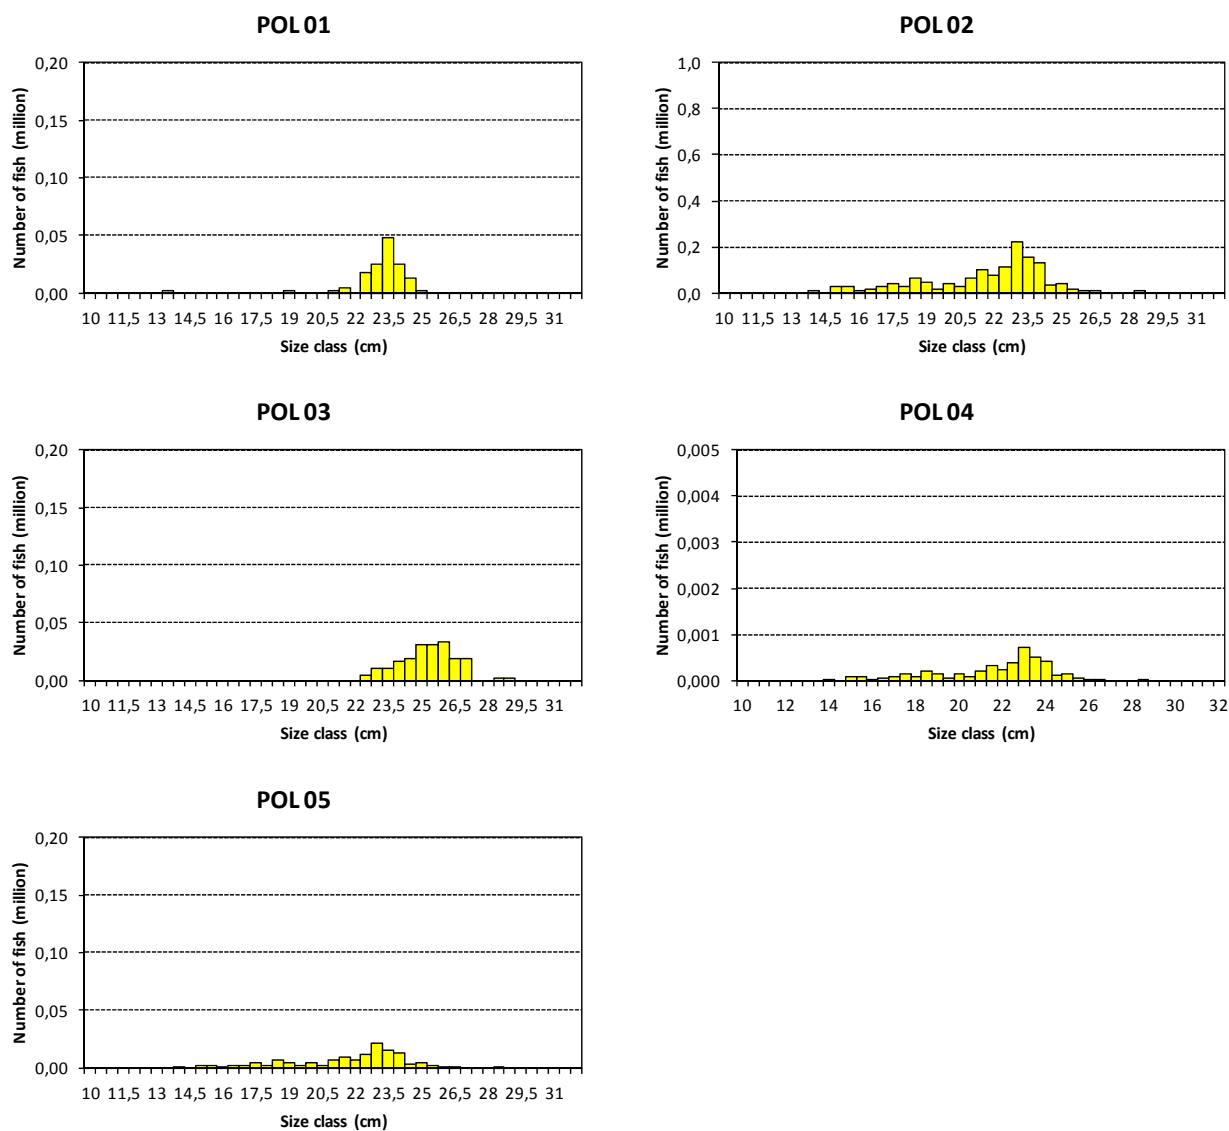 POL 01
0,20
0,15
0,10
0,05
0,00
Number of fish (million)
10 11,5 13 14,5 16 17,5 19 20,5 22 23,5 25 26,5 28 29,5 31
Size class (cm)
POL 02
1,0
0,8
0,6
0,4
0,2
0,0
Number of fish (million)
10 11,5 13 14,5 16 17,5 19 20,5 22 23,5 25 26,5 28 29,5 31
Size class (cm)
POL 03
0,20
0,15
0,10
0,05
0,00
Number of fish (million)
10 11,5 13 14,5 16 17,5 19 20,5 22 23,5 25 26,5 28 29,5 31
Size class (cm)
POL 04
0,005
0,004
0,003
0,002
0,001
0,000
Number of fish (million)
10 12 14 16 18 20 22 24 26 28 30 32
Size class (cm)
POL 05
0,20
0,15
0,10
0,05
0,00
Number of fish (million)
10 11,5 13 14,5 16 17,5 19 20,5 22 23,5 25 26,5 28 29,5 31
Size class (cm)